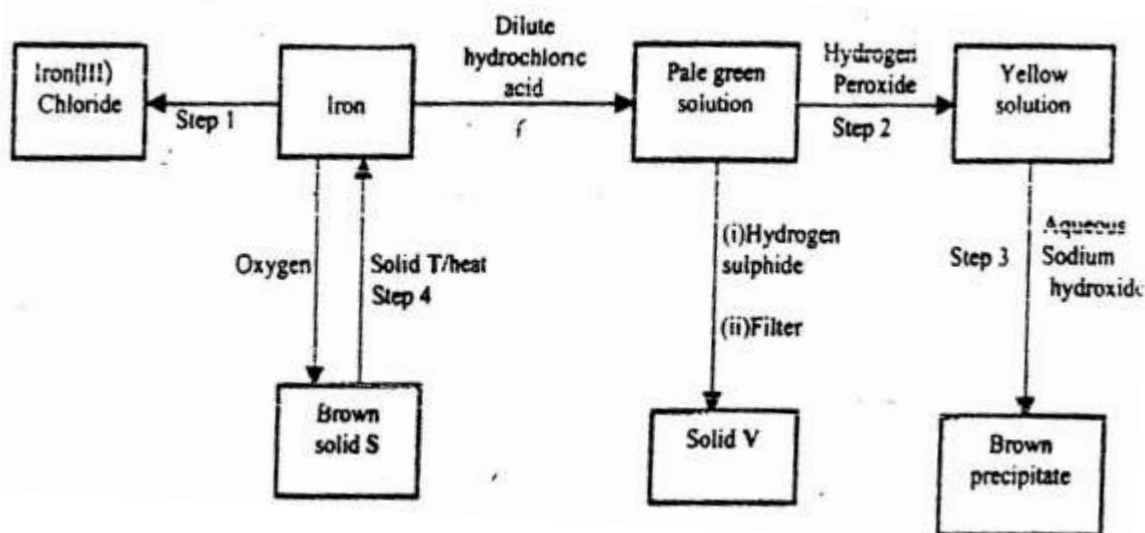 Iron(III)
Chloride
Step 1
Iron
Dilute
hydrochloric
acid
Pale green
solution
Hydrogen
Peroxide
Step 2
Yellow
solution
Oxygen
Solid T/heat
Step 4
(i)Hydrogen
sulphide
(ii)Filter
Step 3
Aqueous
Sodium
hydroxide
Brown
solid S
Solid V
Brown
precipitate